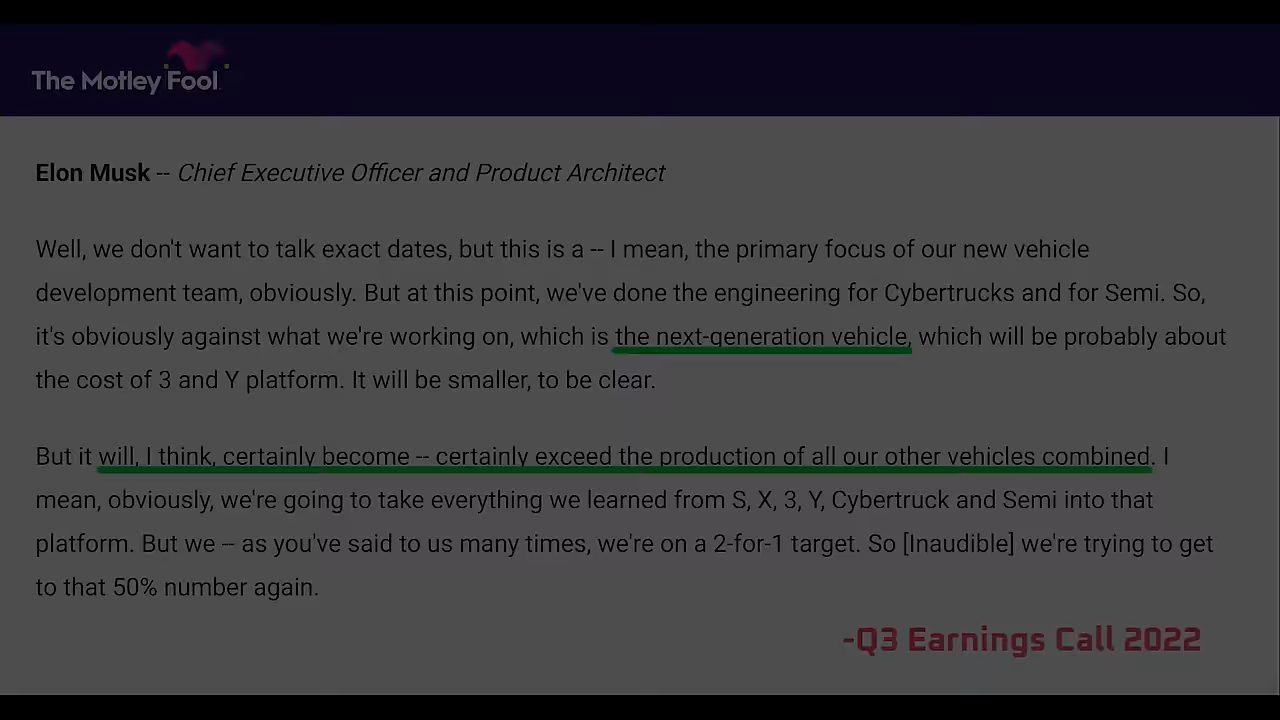 The Motley Fool
Elon Musk -- Chief Executive Officer and Product Architect
Well, we don't want to talk exact dates, but this is a -- I mean, the primary focus of our new vehicle
development team, obviously. But at this point, we've done the engineering for Cybertrucks and for Semi. So,
it's obviously against what we're working on, which is the next-generation vehicle, which will be probably about
the cost of 3 and Y platform. It will be smaller, to be clear.
But it will, I think, certainly become -- certainly exceed the production of all our other vehicles combined. I
mean, obviously, we're going to take everything we learned from S, X, 3, Y, Cybertruck and Semi into that
platform. But we -- as you've said to us many times, we're on a 2-for-1 target. So [Inaudible] we're trying to get
to that 50% number again.
-Q3 Earnings Call 2022